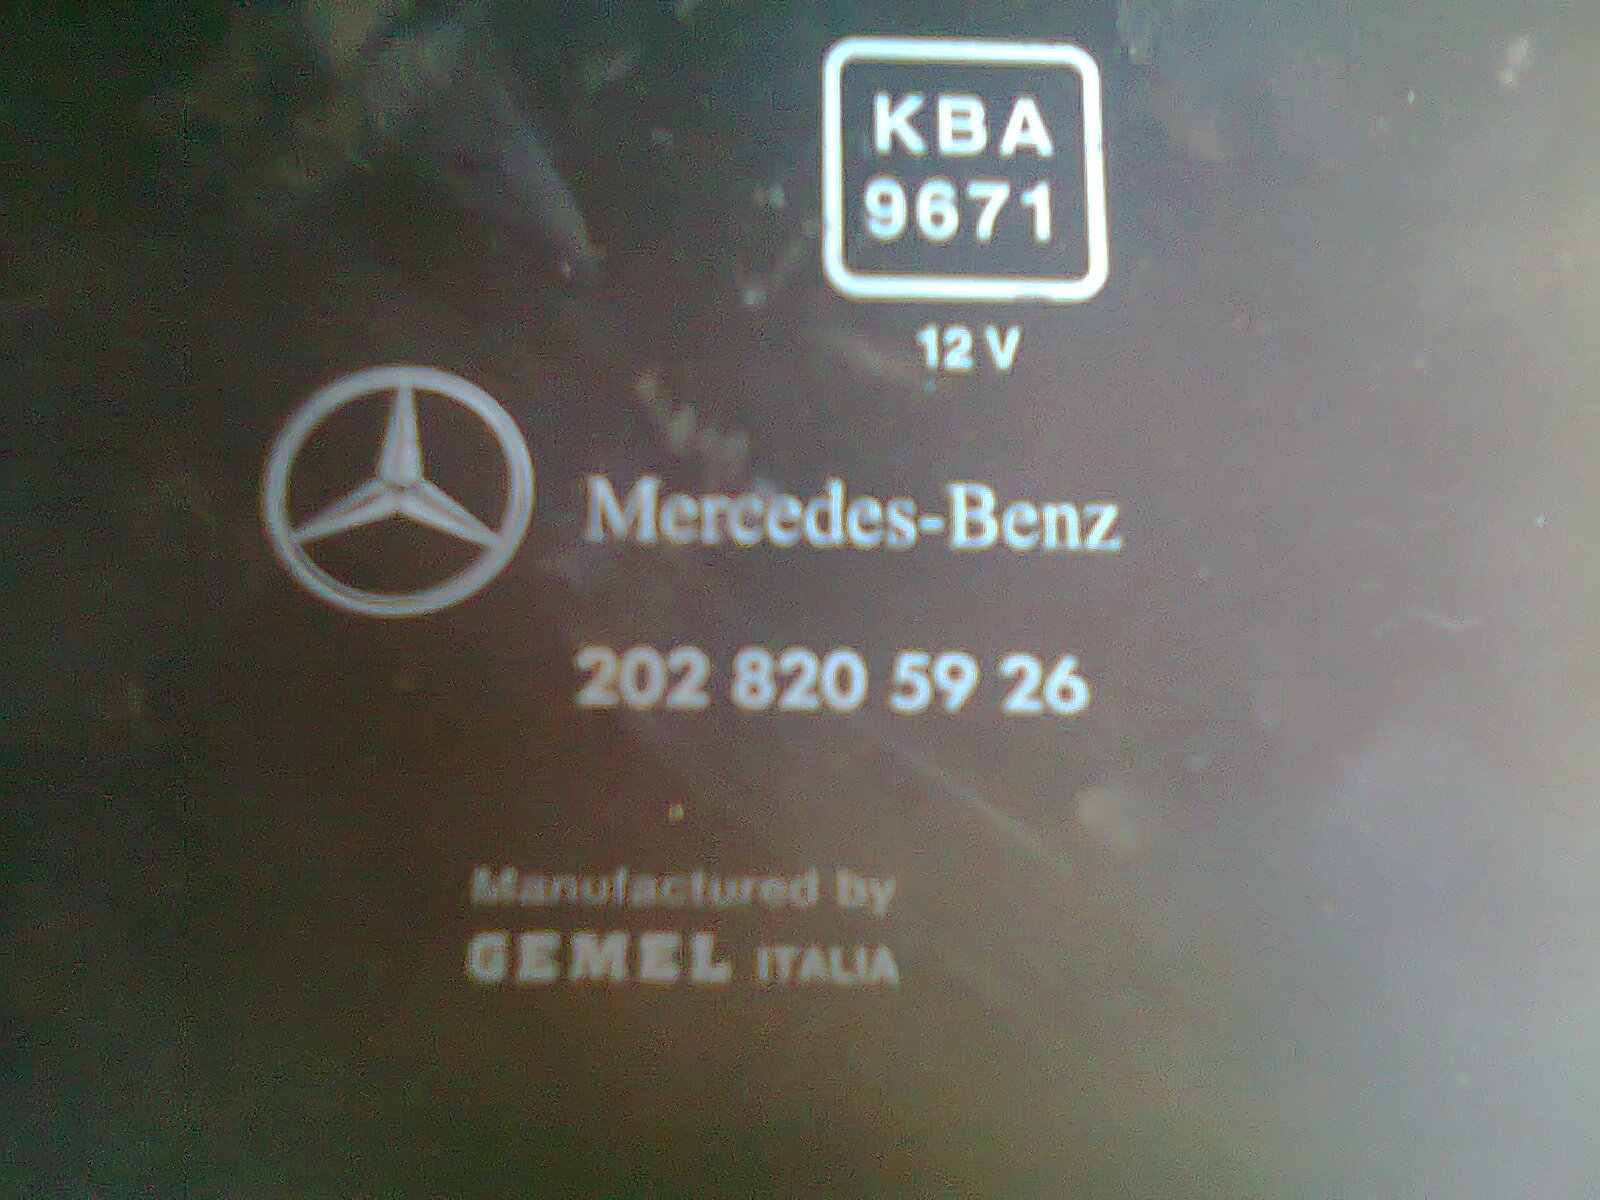 KBA
9671
12 V
Mercedes-Benz
202 820 59 26
Manufactured by
GEMEL ITALIA